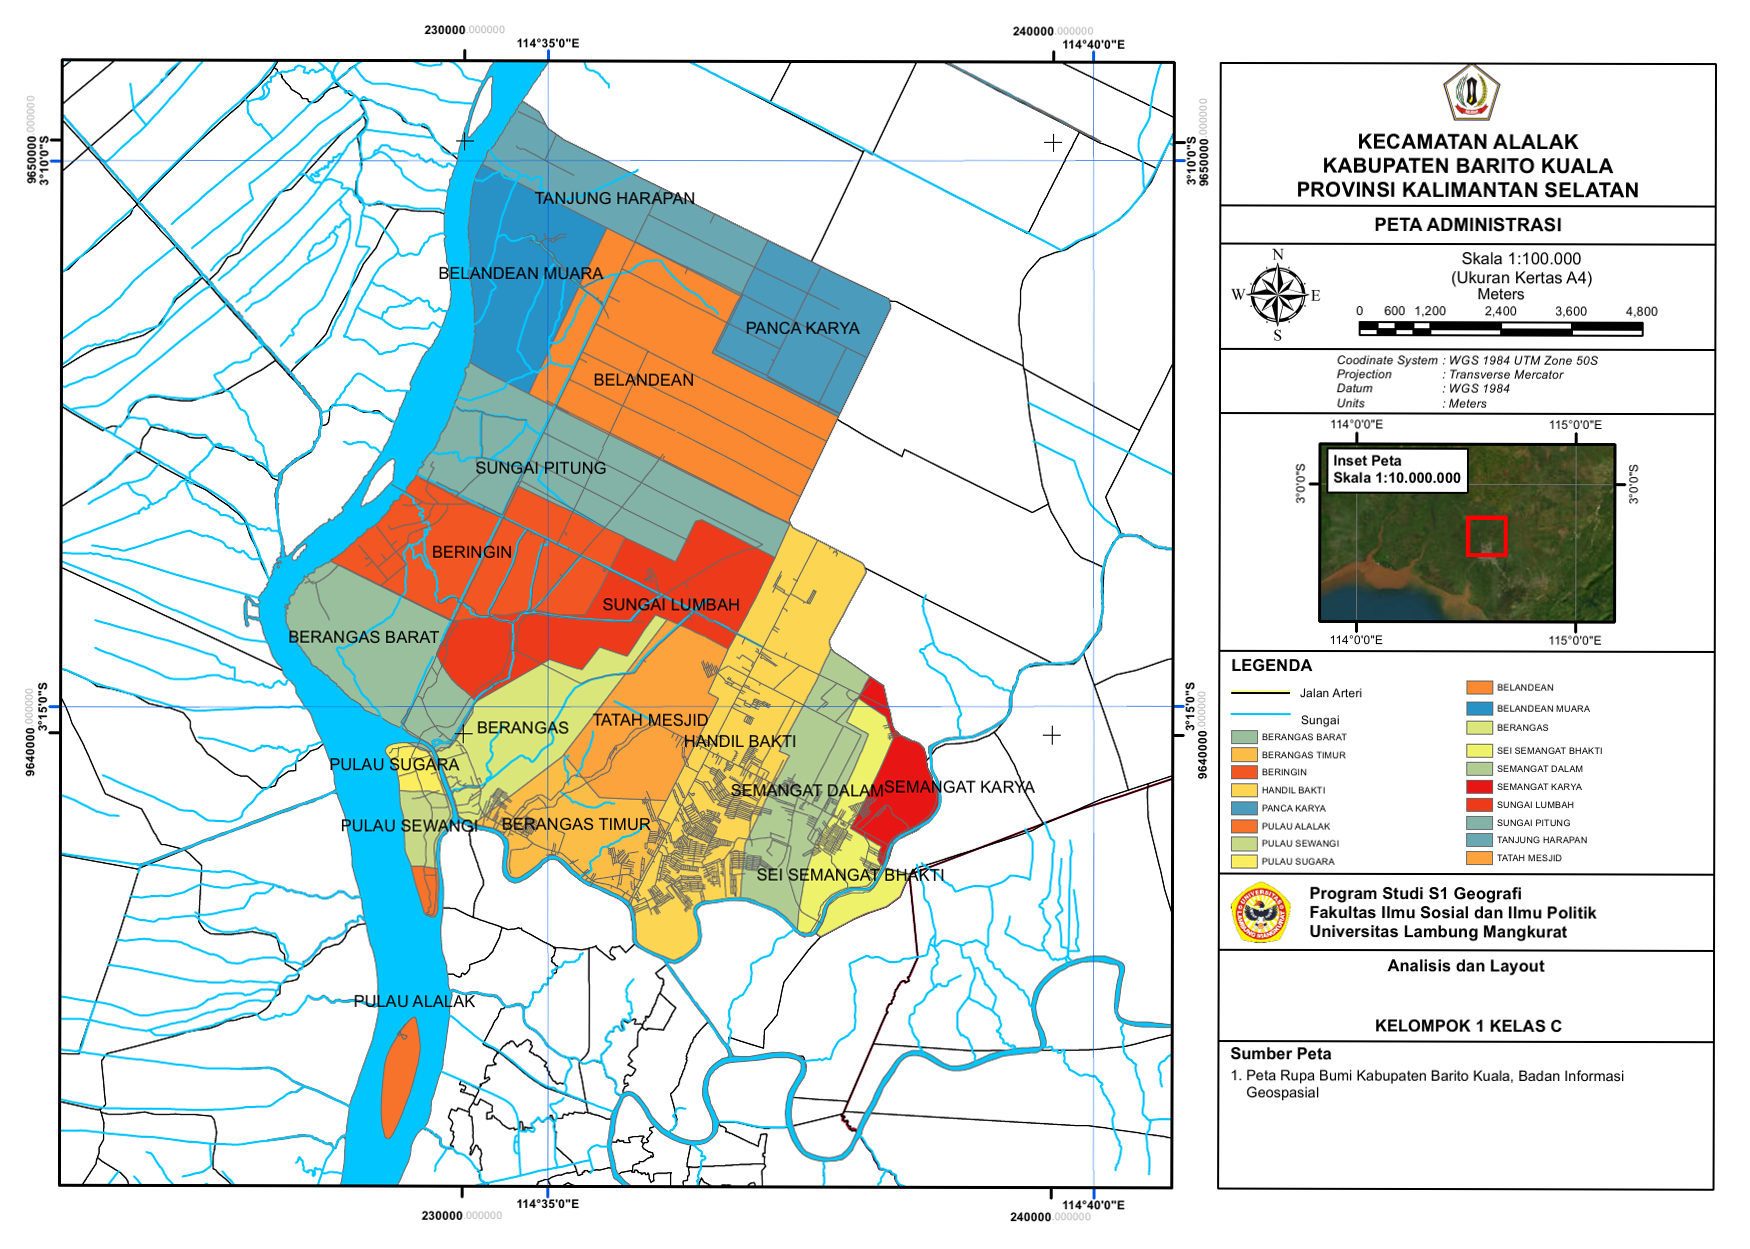 230000.000000
114°35'0"E
240000.000000
114°40'0"E
9650000.000000
3°10'0"S
3°10'0"S
9650000.000000
TANJUNG HARAPAN
BELANDEAN MUARA
PANCA KARYA
BELANDEAN
SUNGAI PITUNG
BERINGIN
SUNGAI LUMBAH
BERANGAS BARAT
BERANGAS
TATAH MESJID
HANDIL BAKTI
PULAU SUGARA
SEMANGAT DALAM
SEMANGAT KARYA
PULAU SEWANGI
BERANGAS TIMUR
SEI SEMANGAT BHAKTI
PULAU ALALAK
9640000.000000
3°15'0"S
3°15'0"S
9640000.000000
230000.000000
114°35'0"E
240000.000000
114°40'0"E
KECAMATAN ALALAK
KABUPATEN BARITO KUALA
PROVINSI KALIMANTAN SELATAN
PETA ADMINISTRASI
N
W
E
S
Skala 1:100.000
(Ukuran Kertas A4)
Meters
0 600 1,200 2,400 3,600 4,800
Coodinate System : WGS 1984 UTM Zone 50S
Projection : Transverse Mercator
Datum : WGS 1984
Units : Meters
114°0'0"E
115°0'0"E
Inset Peta
Skala 1:10.000.000
3°0'0"S
3°0'0"S
114°0'0"E
115°0'0"E
LEGENDA
Jalan Arteri
Sungai
BERANGAS BARAT
BERANGAS TIMUR
BERINGIN
HANDIL BAKTI
PANCA KARYA
PULAU ALALAK
PULAU SEWANGI
PULAU SUGARA
BELANDEAN
BELANDEAN MUARA
BERANGAS
SEI SEMANGAT BHAKTI
SEMANGAT DALAM
SEMANGAT KARYA
SUNGAI LUMBAH
SUNGAI PITUNG
TANJUNG HARAPAN
TATAH MESJID
Program Studi S1 Geografi
Fakultas Ilmu Sosial dan Ilmu Politik
Universitas Lambung Mangkurat
Analisis dan Layout
KELOMPOK 1 KELAS C
Sumber Peta
1. Peta Rupa Bumi Kabupaten Barito Kuala, Badan Informasi
Geospasial